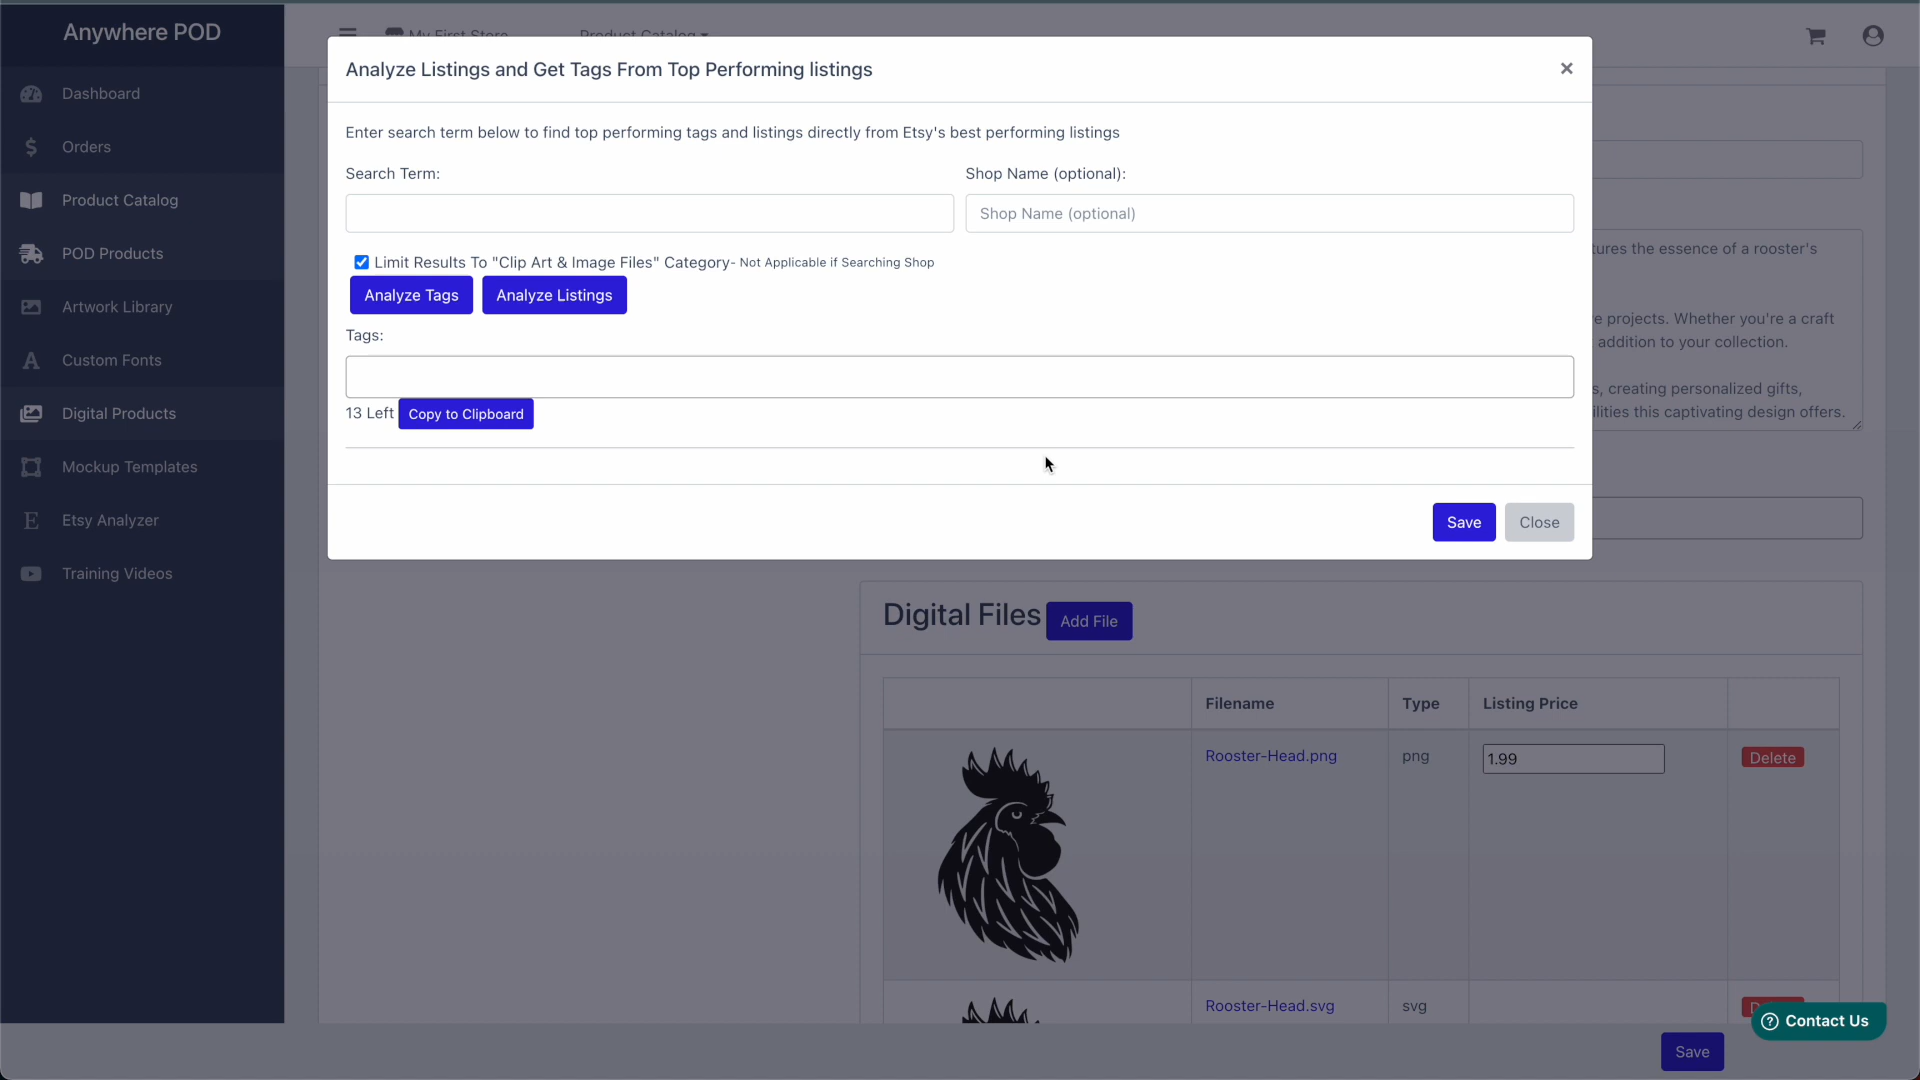 Anywhere POD
My First Store
Product Catalog
Analyze Listings and Get Tags From Top Performing listings
×
Dashboard
Orders
Product Catalog
POD Products
Artwork Library
Custom Fonts
Digital Products
Mockup Templates
Etsy Analyzer
Training Videos
Enter search term below to find top performing tags and listings directly from Etsy's best performing listings
Search Term:
Shop Name (optional):
Shop Name (optional)
Limit Results To "Clip Art & Image Files" Category- Not Applicable if Searching Shop
Analyze Tags
Analyze Listings
Tags:
13 Left
Copy to Clipboard
Save
Close
tures the essence of a rooster's
e projects. Whether you're a craft
addition to your collection.
s, creating personalized gifts,
ilities this captivating design offers.
Digital Files
Add File
Filename
Type
Listing Price
Rooster-Head.png
png
1.99
Delete
Rooster-Head.svg
svg
Contact Us
Save